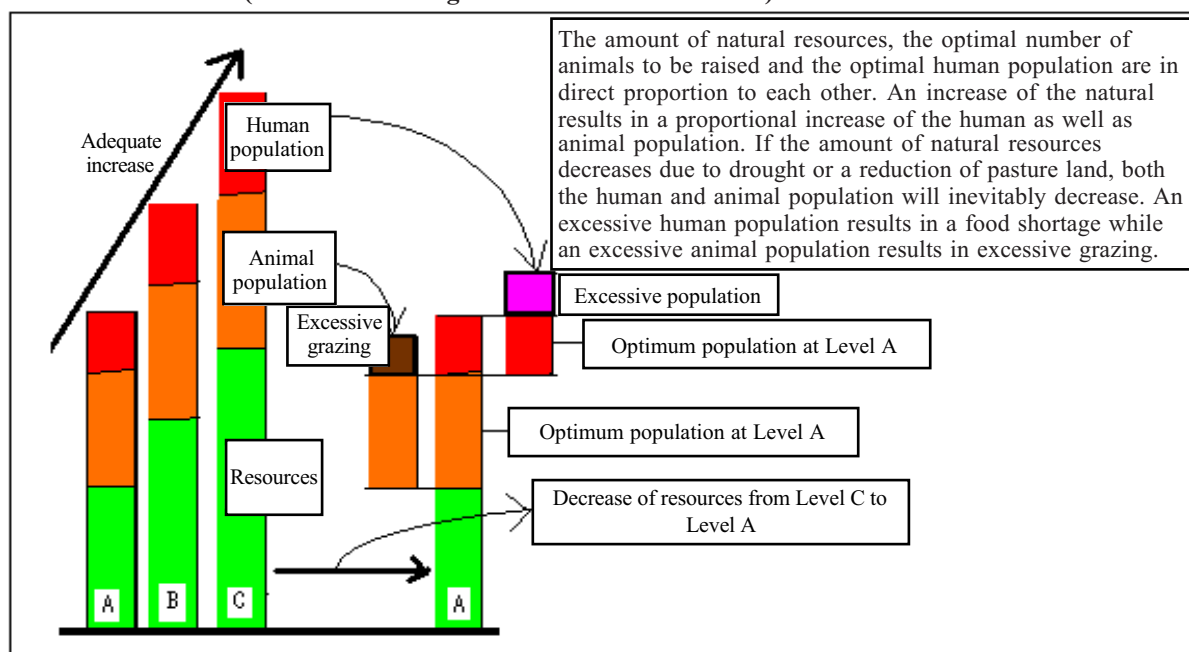 The amount of natural resources, the optimal number of
animals to be raised and the optimal human population are in
direct proportion to each other. An increase of the natural
results in a proportional increase of the human as well as
animal population. If the amount of natural resources
decreases due to drought or a reduction of pasture land, both
the human and animal population will inevitably decrease. An
excessive human population results in a food shortage while
an excessive animal population results in excessive grazing.
Adequate
increase
Human
population
Animal
population
Excessive
grazing
Resources
Excessive population
Optimum population at Level A
Optimum population at Level A
Decrease of resources from Level C to
Level A
A
B
C
A